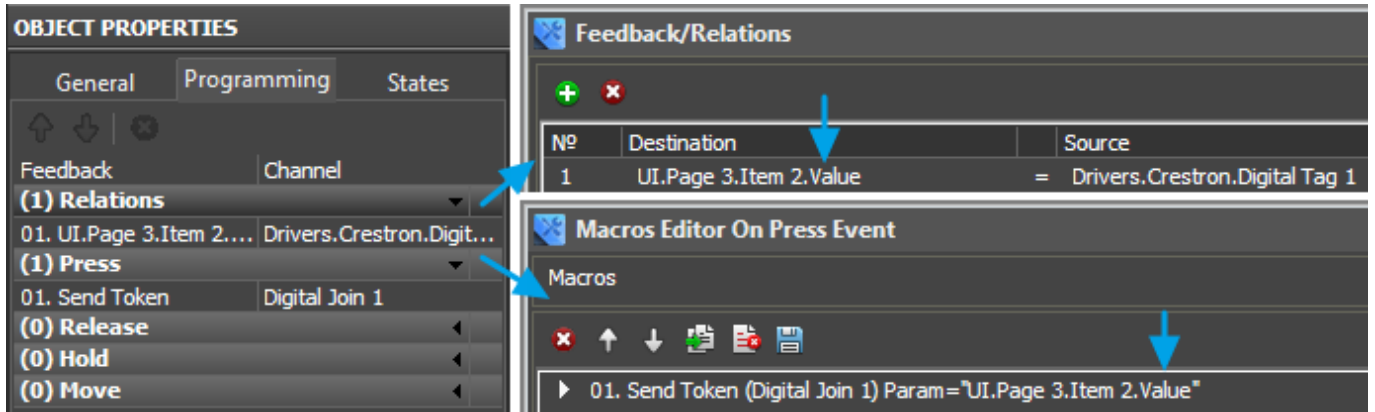 OBJECT PROPERTIES
General Programming States
Feedback Channel
(1) Relations
01. UI.Page 3.Item 2.... Drivers.Crestron.Digit...
(1) Press
01. Send Token Digital Join 1
(0) Release
(0) Hold
(0) Move
Feedback/Relations
Nº Destination Source
1 UI.Page 3.Item 2.Value = Drivers.Crestron.Digital Tag 1
Macros Editor On Press Event
Macros
01. Send Token (Digital Join 1) Param="UI.Page 3.Item 2.Value"